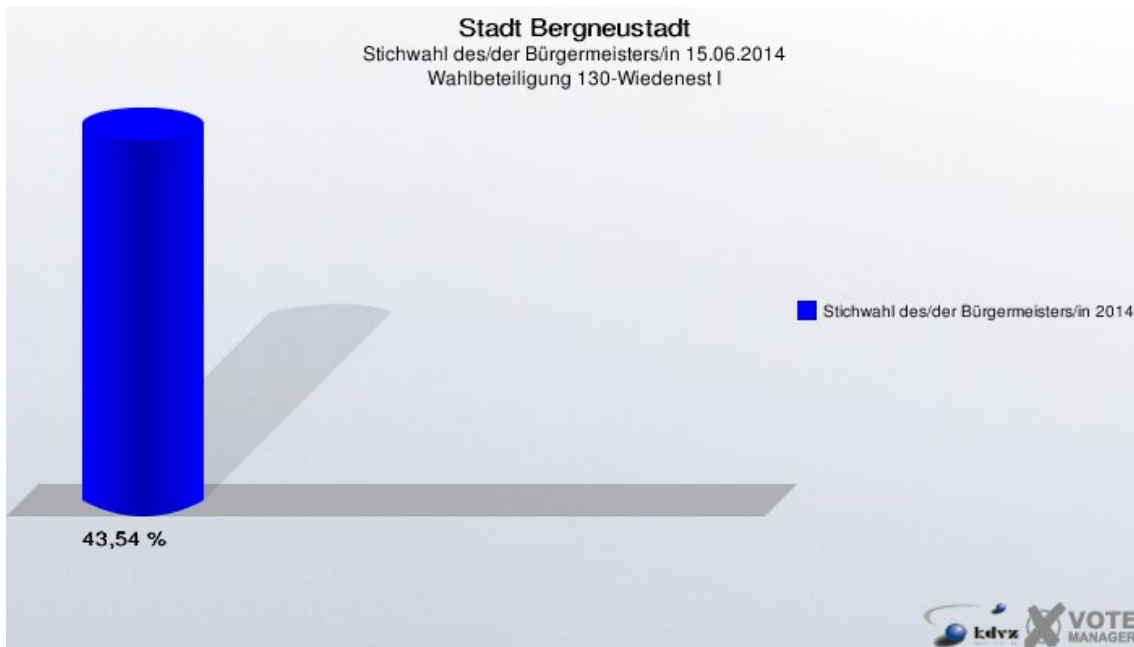 Stadt Bergneustadt
Stichwahl des/der Bürgermeisters/in 15.06.2014
Wahlbeteiligung 130-Wiedenest I
Stichwahl des/der Bürgermeisters/in 2014
43,54 %
kdvz
VOTE
MANAGER